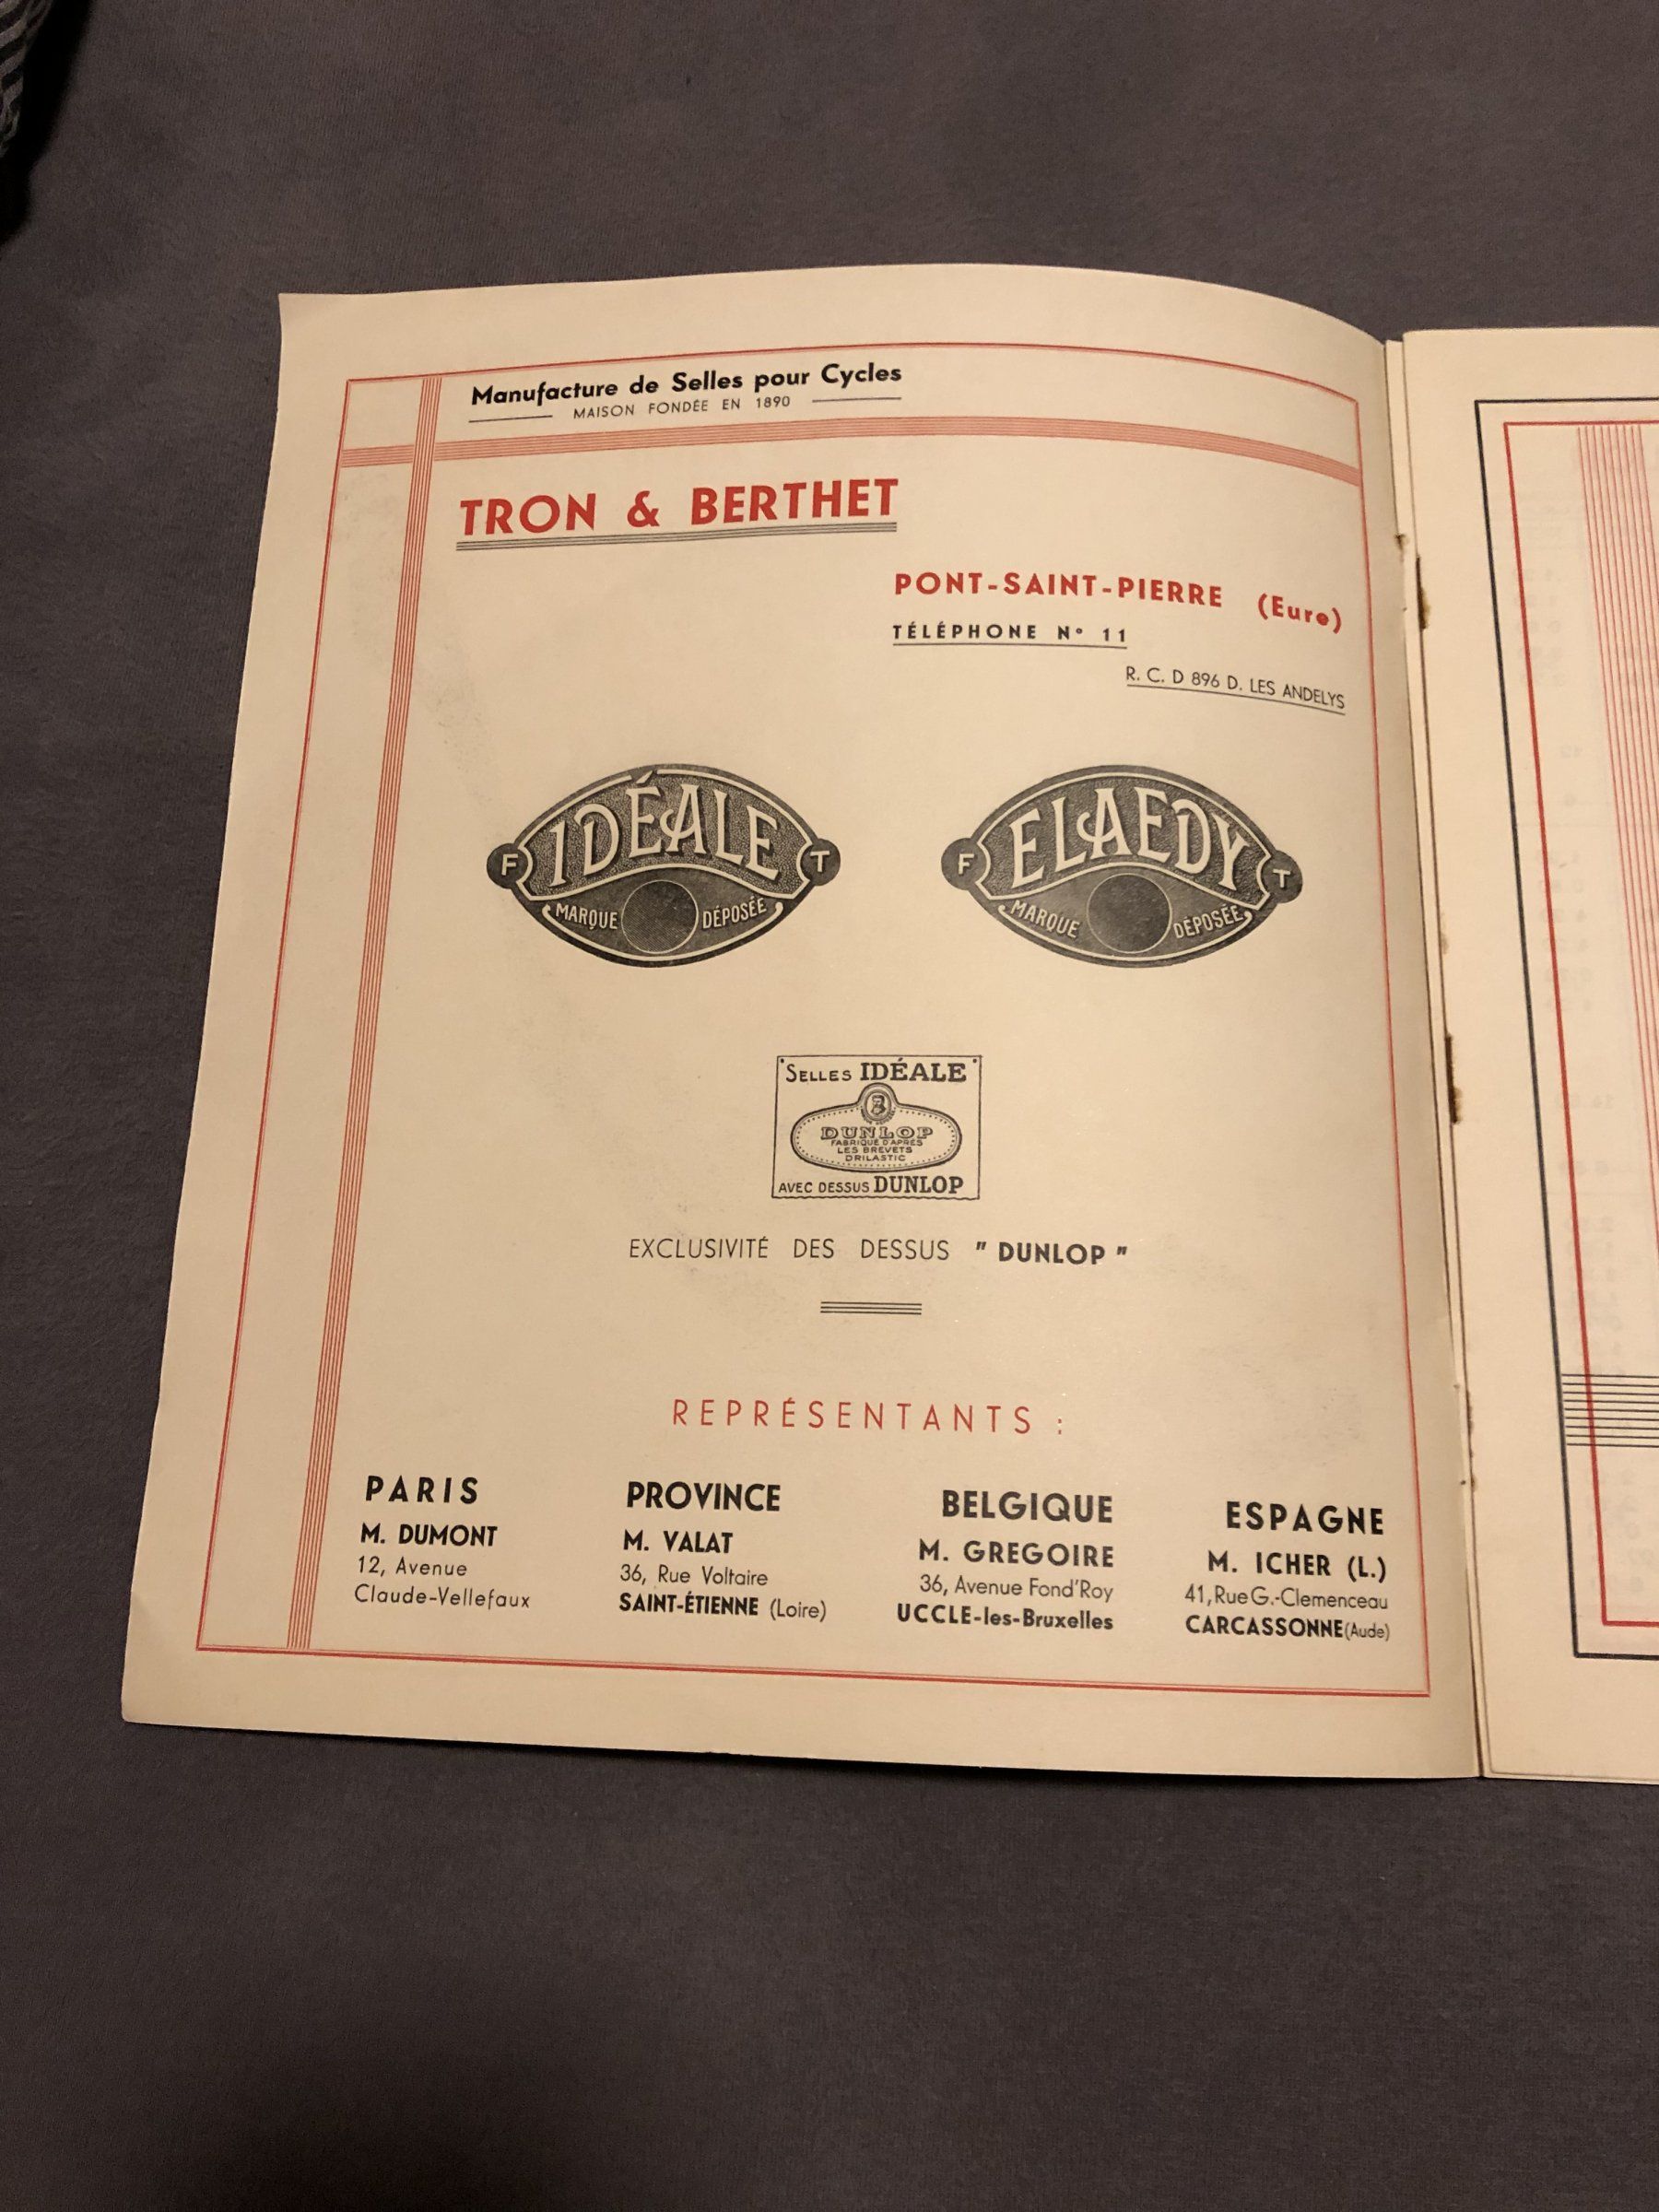 Manufacture de Selles pour Cycles
MAISON FONDÉE EN 1890
TRON & BERTHET
PONT-SAINT-PIERRE (Eure)
TÉLÉPHONE N° 11
R. C. D 896 D. LES ANDELYS
F IDÉALE T
MARQUE DÉPOSÉE
F ELAEDY T
MARQUE DÉPOSÉE
SELLES IDÉALE
DUNLOP
FABRIQUÉ D'APRÈS
LES BREVETS
DRILASTIC
AVEC DESSUS DUNLOP
EXCLUSIVITÉ DES DESSUS " DUNLOP "
REPRÉSENTANTS :
PARIS
M. DUMONT
12, Avenue
Claude-Vellefaux
PROVINCE
M. VALAT
36, Rue Voltaire
SAINT-ÉTIENNE (Loire)
BELGIQUE
M. GREGOIRE
36, Avenue Fond'Roy
UCCLE-les-Bruxelles
ESPAGNE
M. ICHER (L.)
41, Rue G.-Clemenceau
CARCASSONNE (Aude)